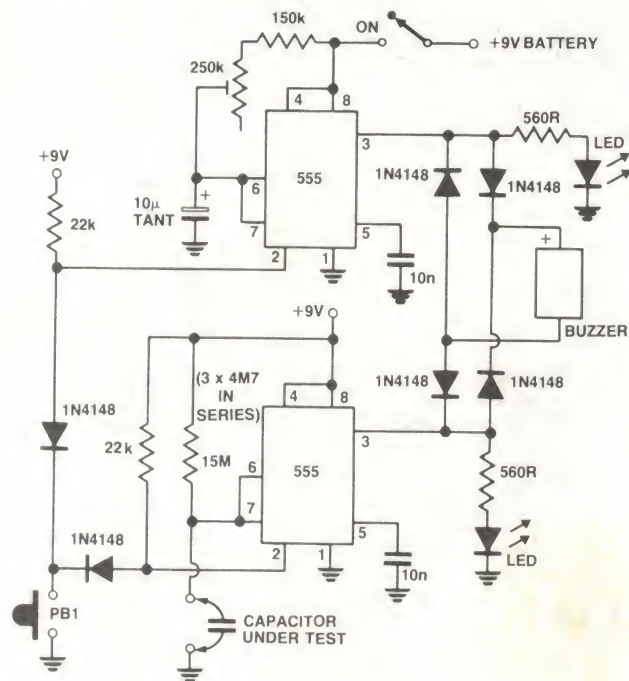 150k
ON
+9V BATTERY
250k
4
8
560R
3
LED
+9V
1N4148
1N4148
+
6
555
10µ
TANT
7
5
22k
2
1
+
10n
+9V
BUZZER
1N4148
1N4148
(3 x 4M7
IN
SERIES)
4
8
1N4148
3
22k
15M
555
560R
6
7
5
1N4148
2
1
10n
LED
PB1
CAPACITOR
UNDER TEST